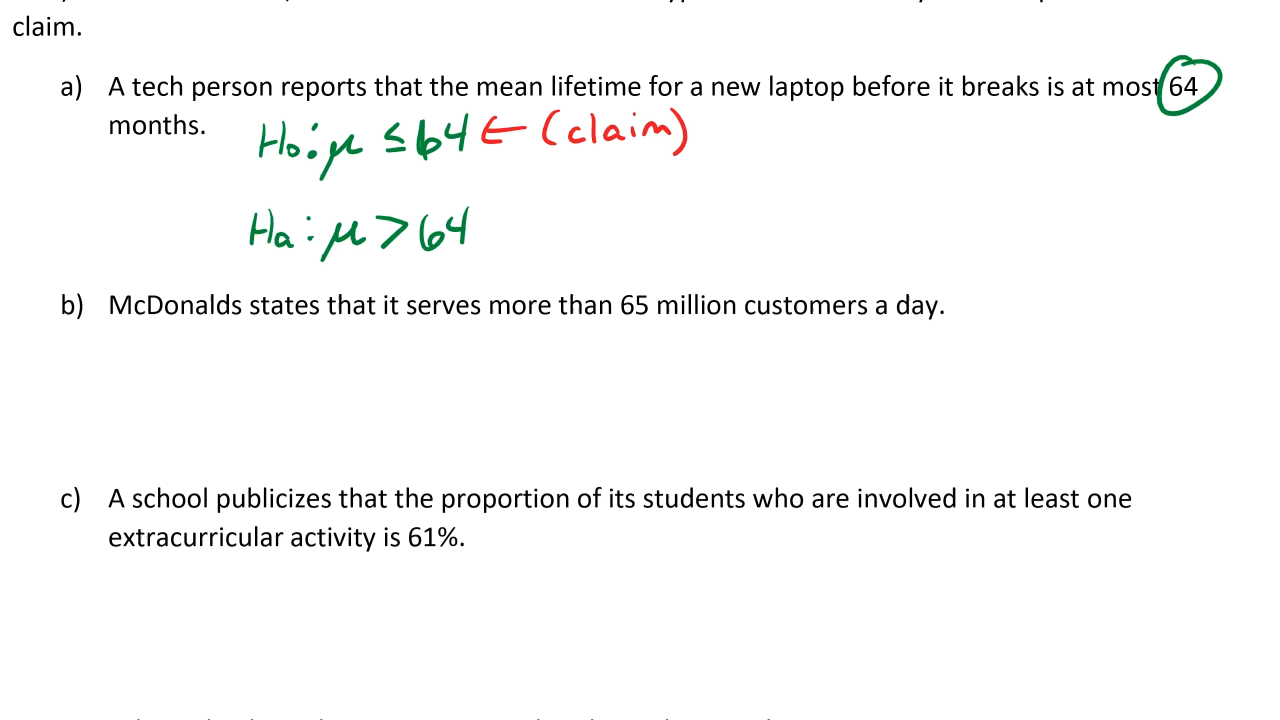 claim.
a) A tech person reports that the mean lifetime for a new laptop before it breaks is at most 64
months.
H₀: μ ≤ 64 ← (claim)
Hₐ: μ > 64
b) McDonalds states that it serves more than 65 million customers a day.
c) A school publicizes that the proportion of its students who are involved in at least one
extracurricular activity is 61%.